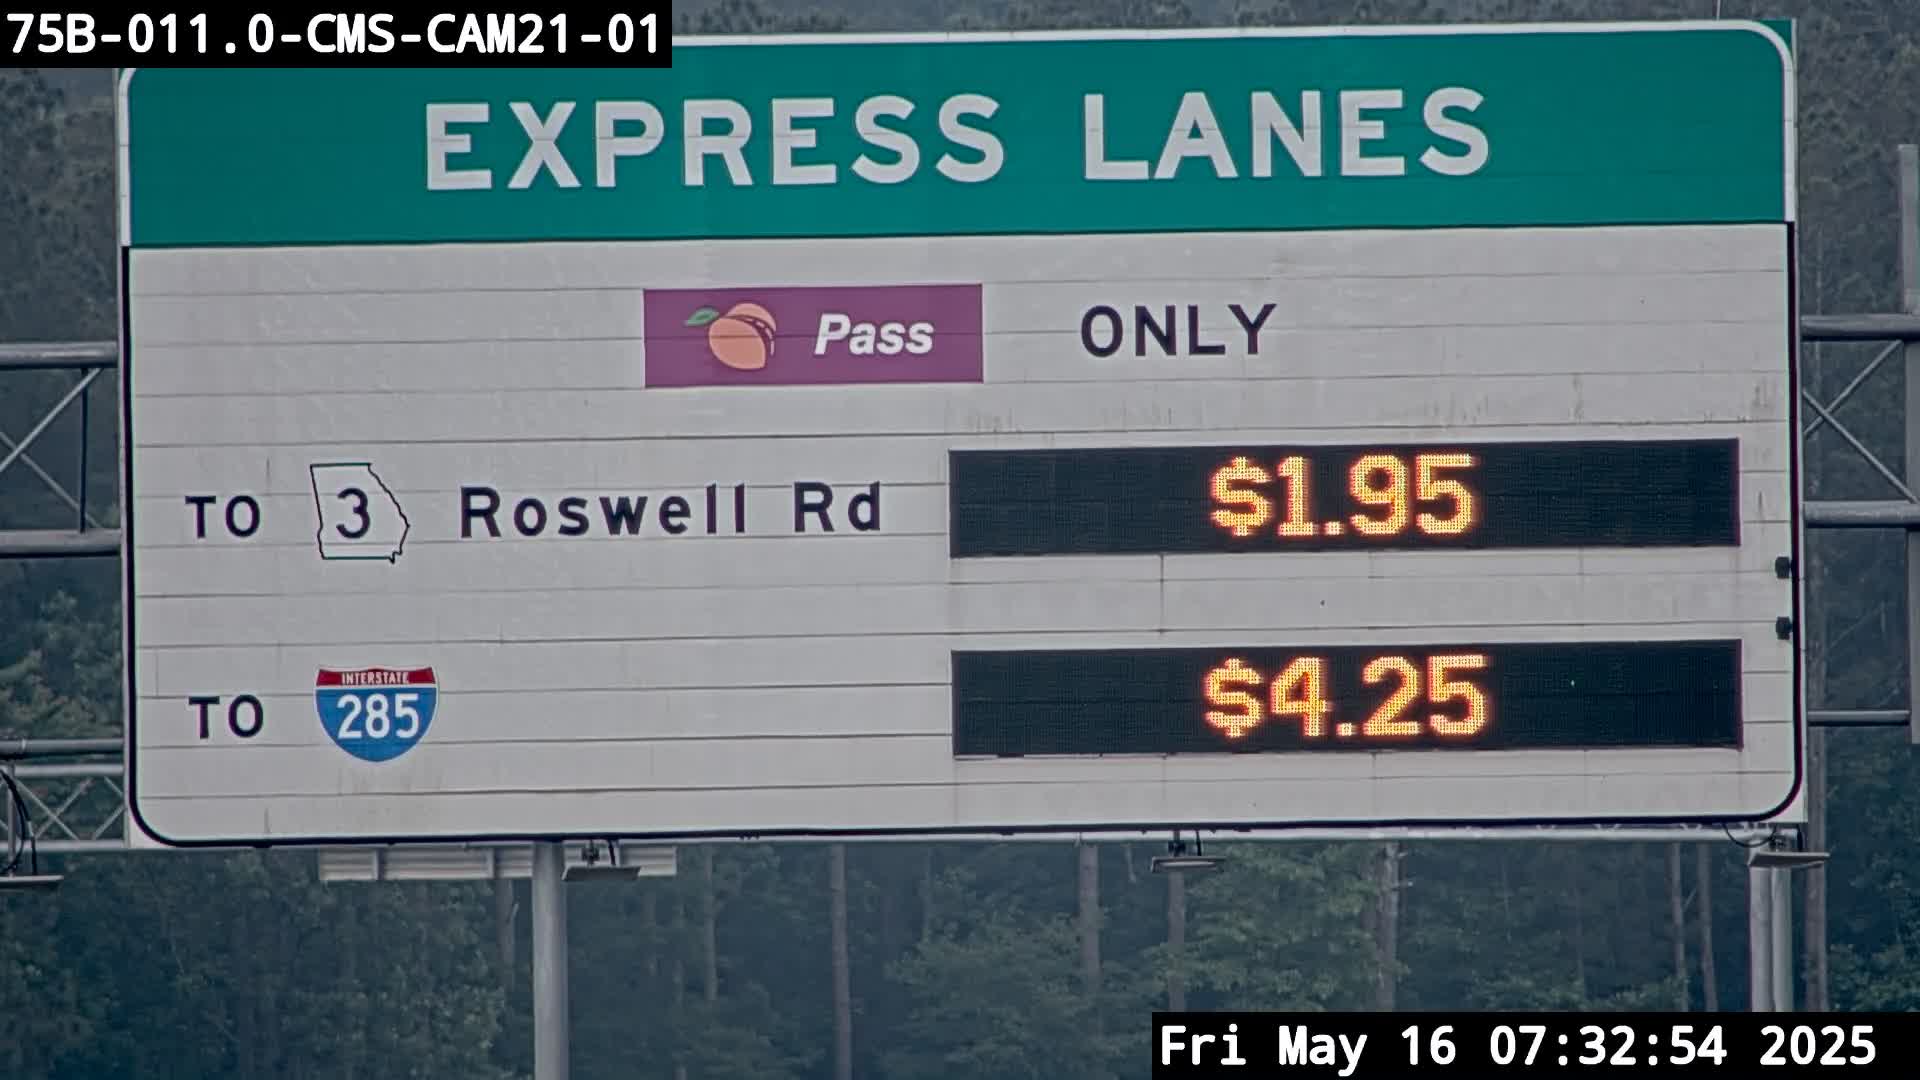 75B-011.0-CMS-CAM21-01
EXPRESS LANES
Pass ONLY
TO 3 Roswell Rd $1.95
TO INTERSTATE 285 $4.25
Fri May 16 07:32:54 2025